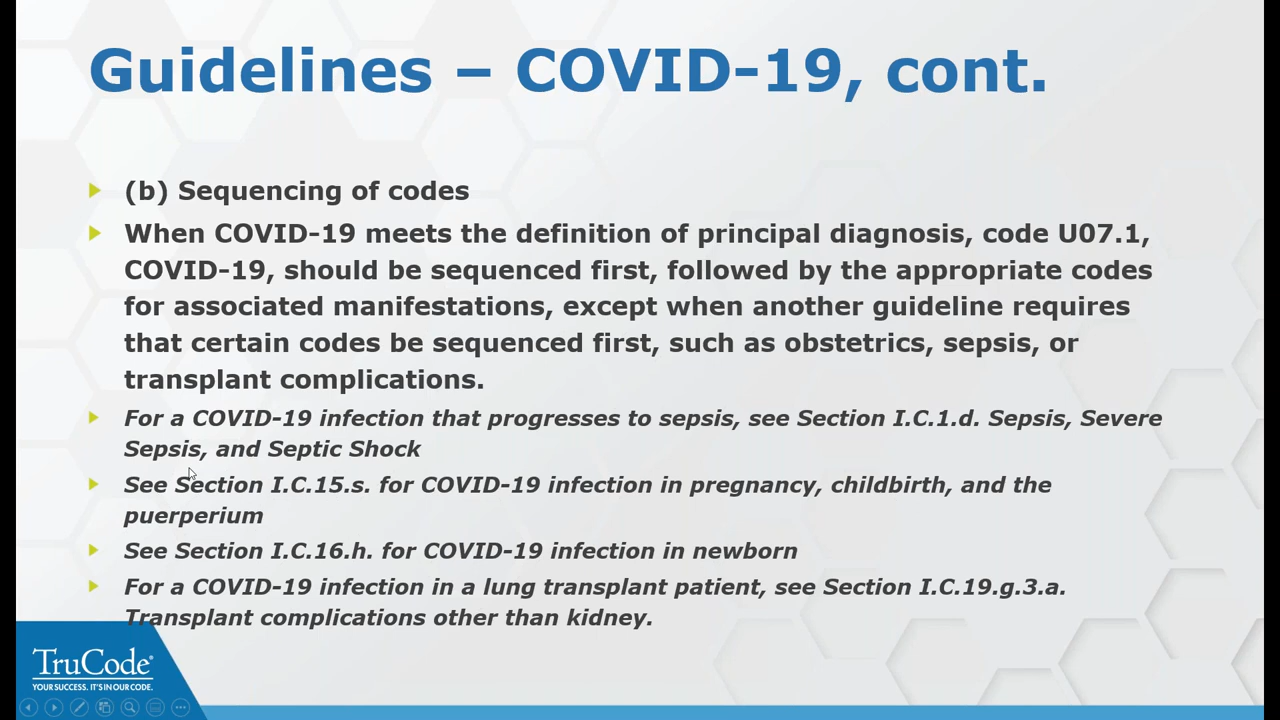 Guidelines – COVID-19, cont.
(b) Sequencing of codes
When COVID-19 meets the definition of principal diagnosis, code U07.1,
COVID-19, should be sequenced first, followed by the appropriate codes
for associated manifestations, except when another guideline requires
that certain codes be sequenced first, such as obstetrics, sepsis, or
transplant complications.
For a COVID-19 infection that progresses to sepsis, see Section I.C.1.d. Sepsis, Severe
Sepsis, and Septic Shock
See Section I.C.15.s. for COVID-19 infection in pregnancy, childbirth, and the
puerperium
See Section I.C.16.h. for COVID-19 infection in newborn
For a COVID-19 infection in a lung transplant patient, see Section I.C.19.g.3.a.
Transplant complications other than kidney.
TruCode®
YOUR SUCCESS. IT'S IN OUR CODE.